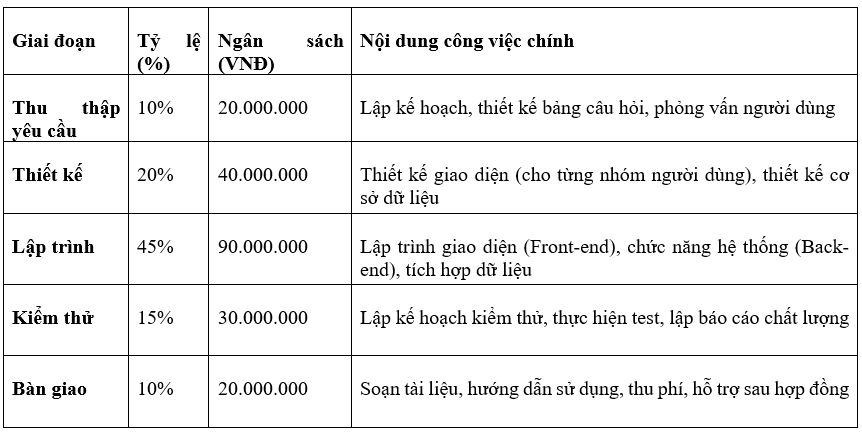 Giai đoạn Tỷ lệ Ngân sách Nội dung công việc chính
(%) (VNĐ)
Thu thập 10% 20.000.000 Lập kế hoạch, thiết kế bảng câu hỏi, phỏng vấn người dùng
yêu cầu
Thiết kế 20% 40.000.000 Thiết kế giao diện (cho từng nhóm người dùng), thiết kế cơ
sở dữ liệu
Lập trình 45% 90.000.000 Lập trình giao diện (Front-end), chức năng hệ thống (Back-
end), tích hợp dữ liệu
Kiểm thử 15% 30.000.000 Lập kế hoạch kiểm thử, thực hiện test, lập báo cáo chất lượng
Bàn giao 10% 20.000.000 Soạn tài liệu, hướng dẫn sử dụng, thu phí, hỗ trợ sau hợp đồng